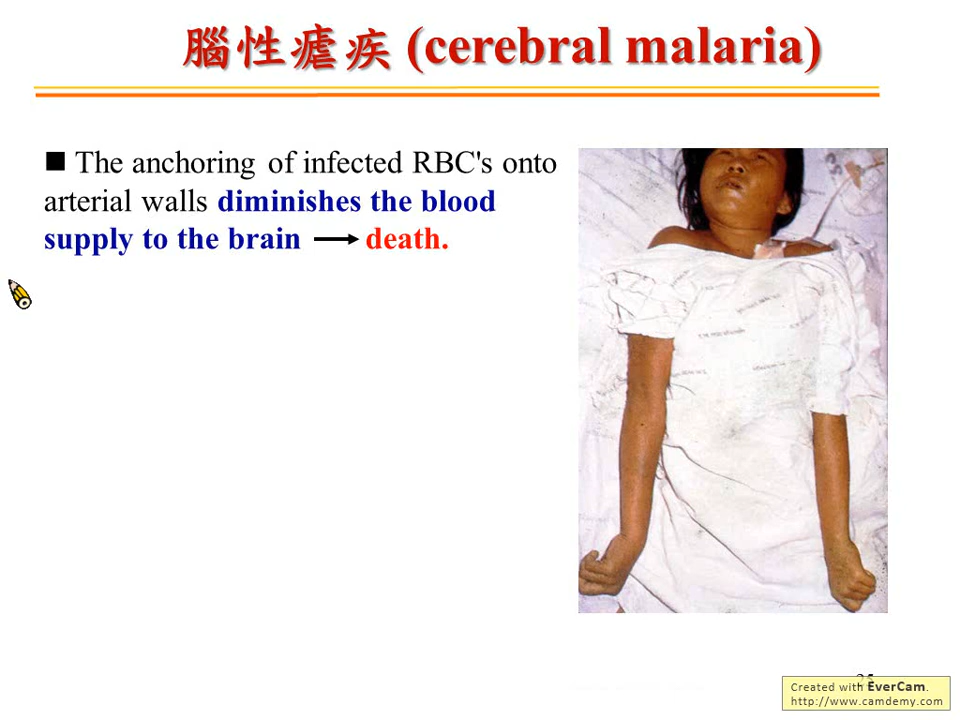 腦性瘧疾 (cerebral malaria)
The anchoring of infected RBC's onto
arterial walls diminishes the blood
supply to the brain → death.
25
Created with EverCam.
http://www.camdemy.com